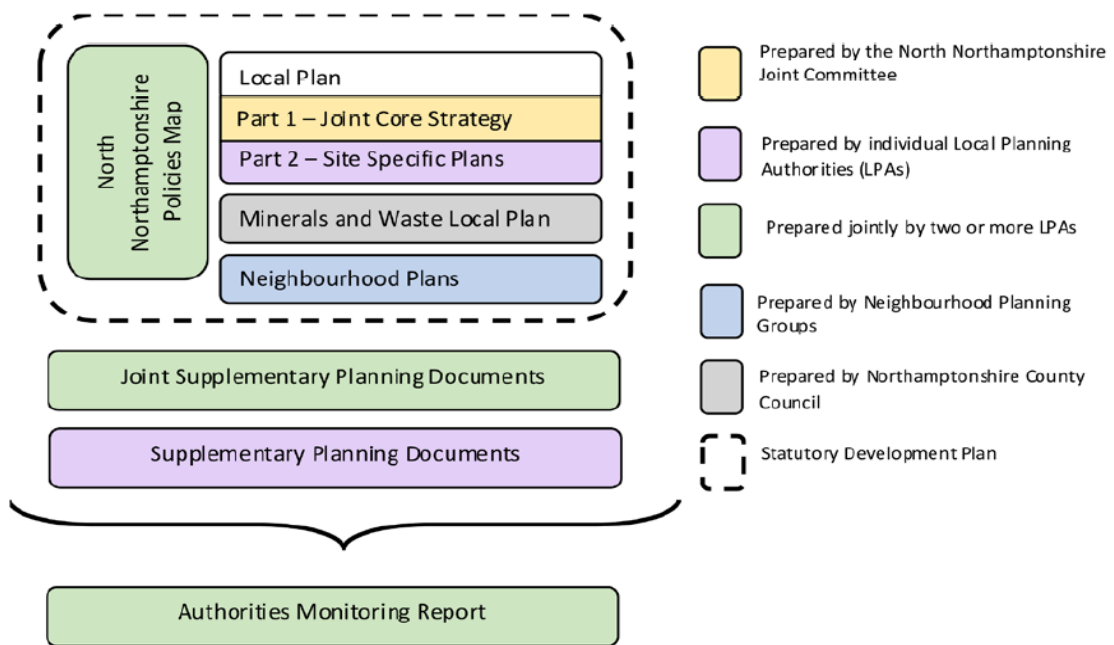 North
Northamptonshire
Policies Map
Local Plan
Part 1 – Joint Core Strategy
Part 2 – Site Specific Plans
Minerals and Waste Local Plan
Neighbourhood Plans
Joint Supplementary Planning Documents
Supplementary Planning Documents
Authorities Monitoring Report
Prepared by the North Northamptonshire
Joint Committee
Prepared by individual Local Planning
Authorities (LPAs)
Prepared jointly by two or more LPAs
Prepared by Neighbourhood Planning
Groups
Prepared by Northamptonshire County
Council
Statutory Development Plan